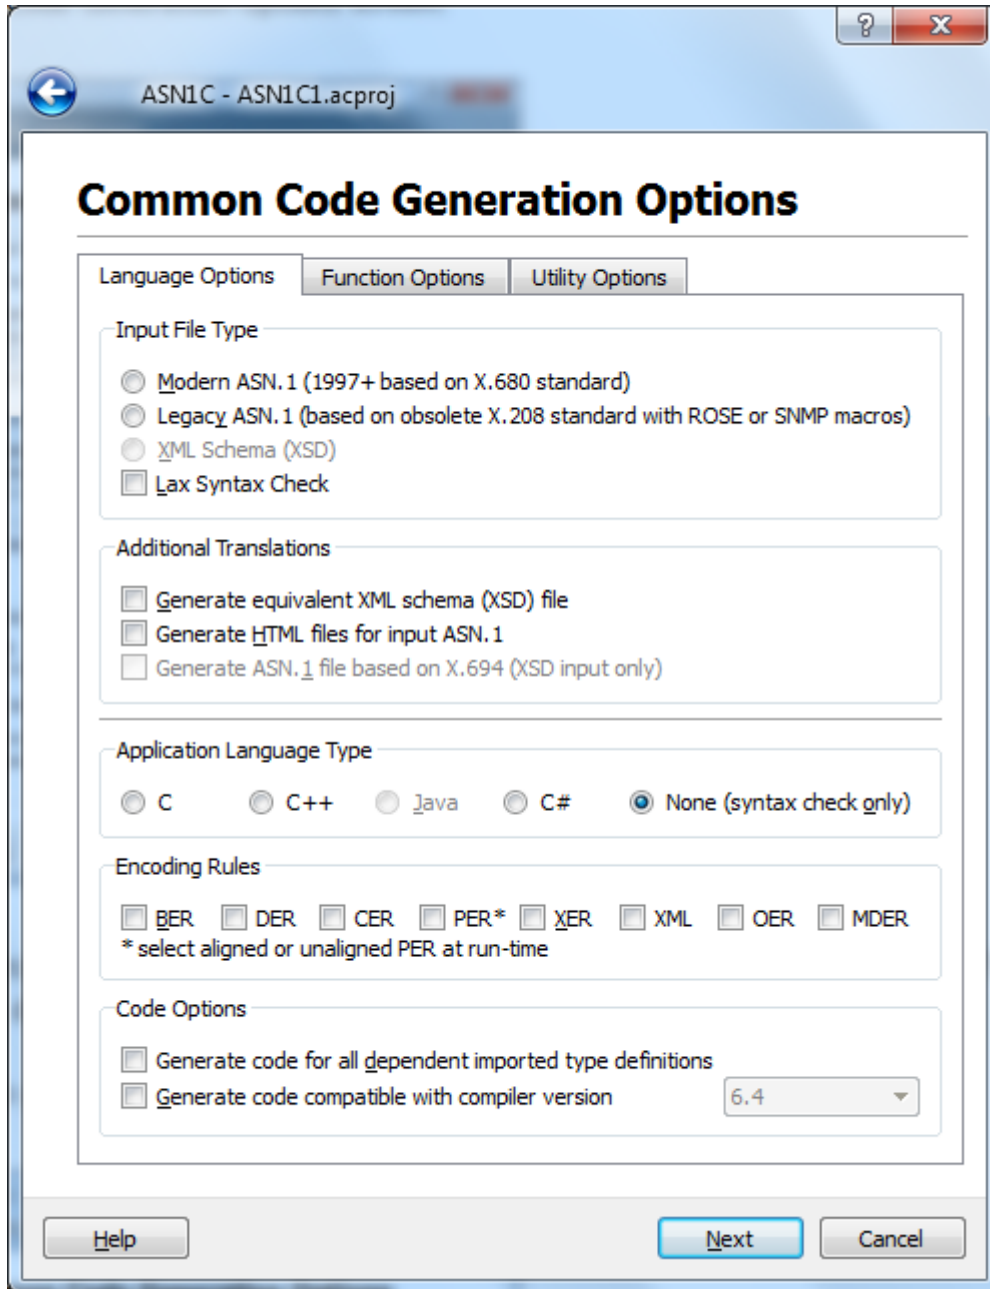 ASN1C - ASN1C1.acproj
Common Code Generation Options
Language Options Function Options Utility Options
Input File Type
Modern ASN.1 (1997+ based on X.680 standard)
Legacy ASN.1 (based on obsolete X.208 standard with ROSE or SNMP macros)
XML Schema (XSD)
Lax Syntax Check
Additional Translations
Generate equivalent XML schema (XSD) file
Generate HTML files for input ASN.1
Generate ASN.1 file based on X.694 (XSD input only)
Application Language Type
C C++ Java C# None (syntax check only)
Encoding Rules
BER DER CER PER* XER XML OER MDER
* select aligned or unaligned PER at run-time
Code Options
Generate code for all dependent imported type definitions
Generate code compatible with compiler version 6.4
Help Next Cancel